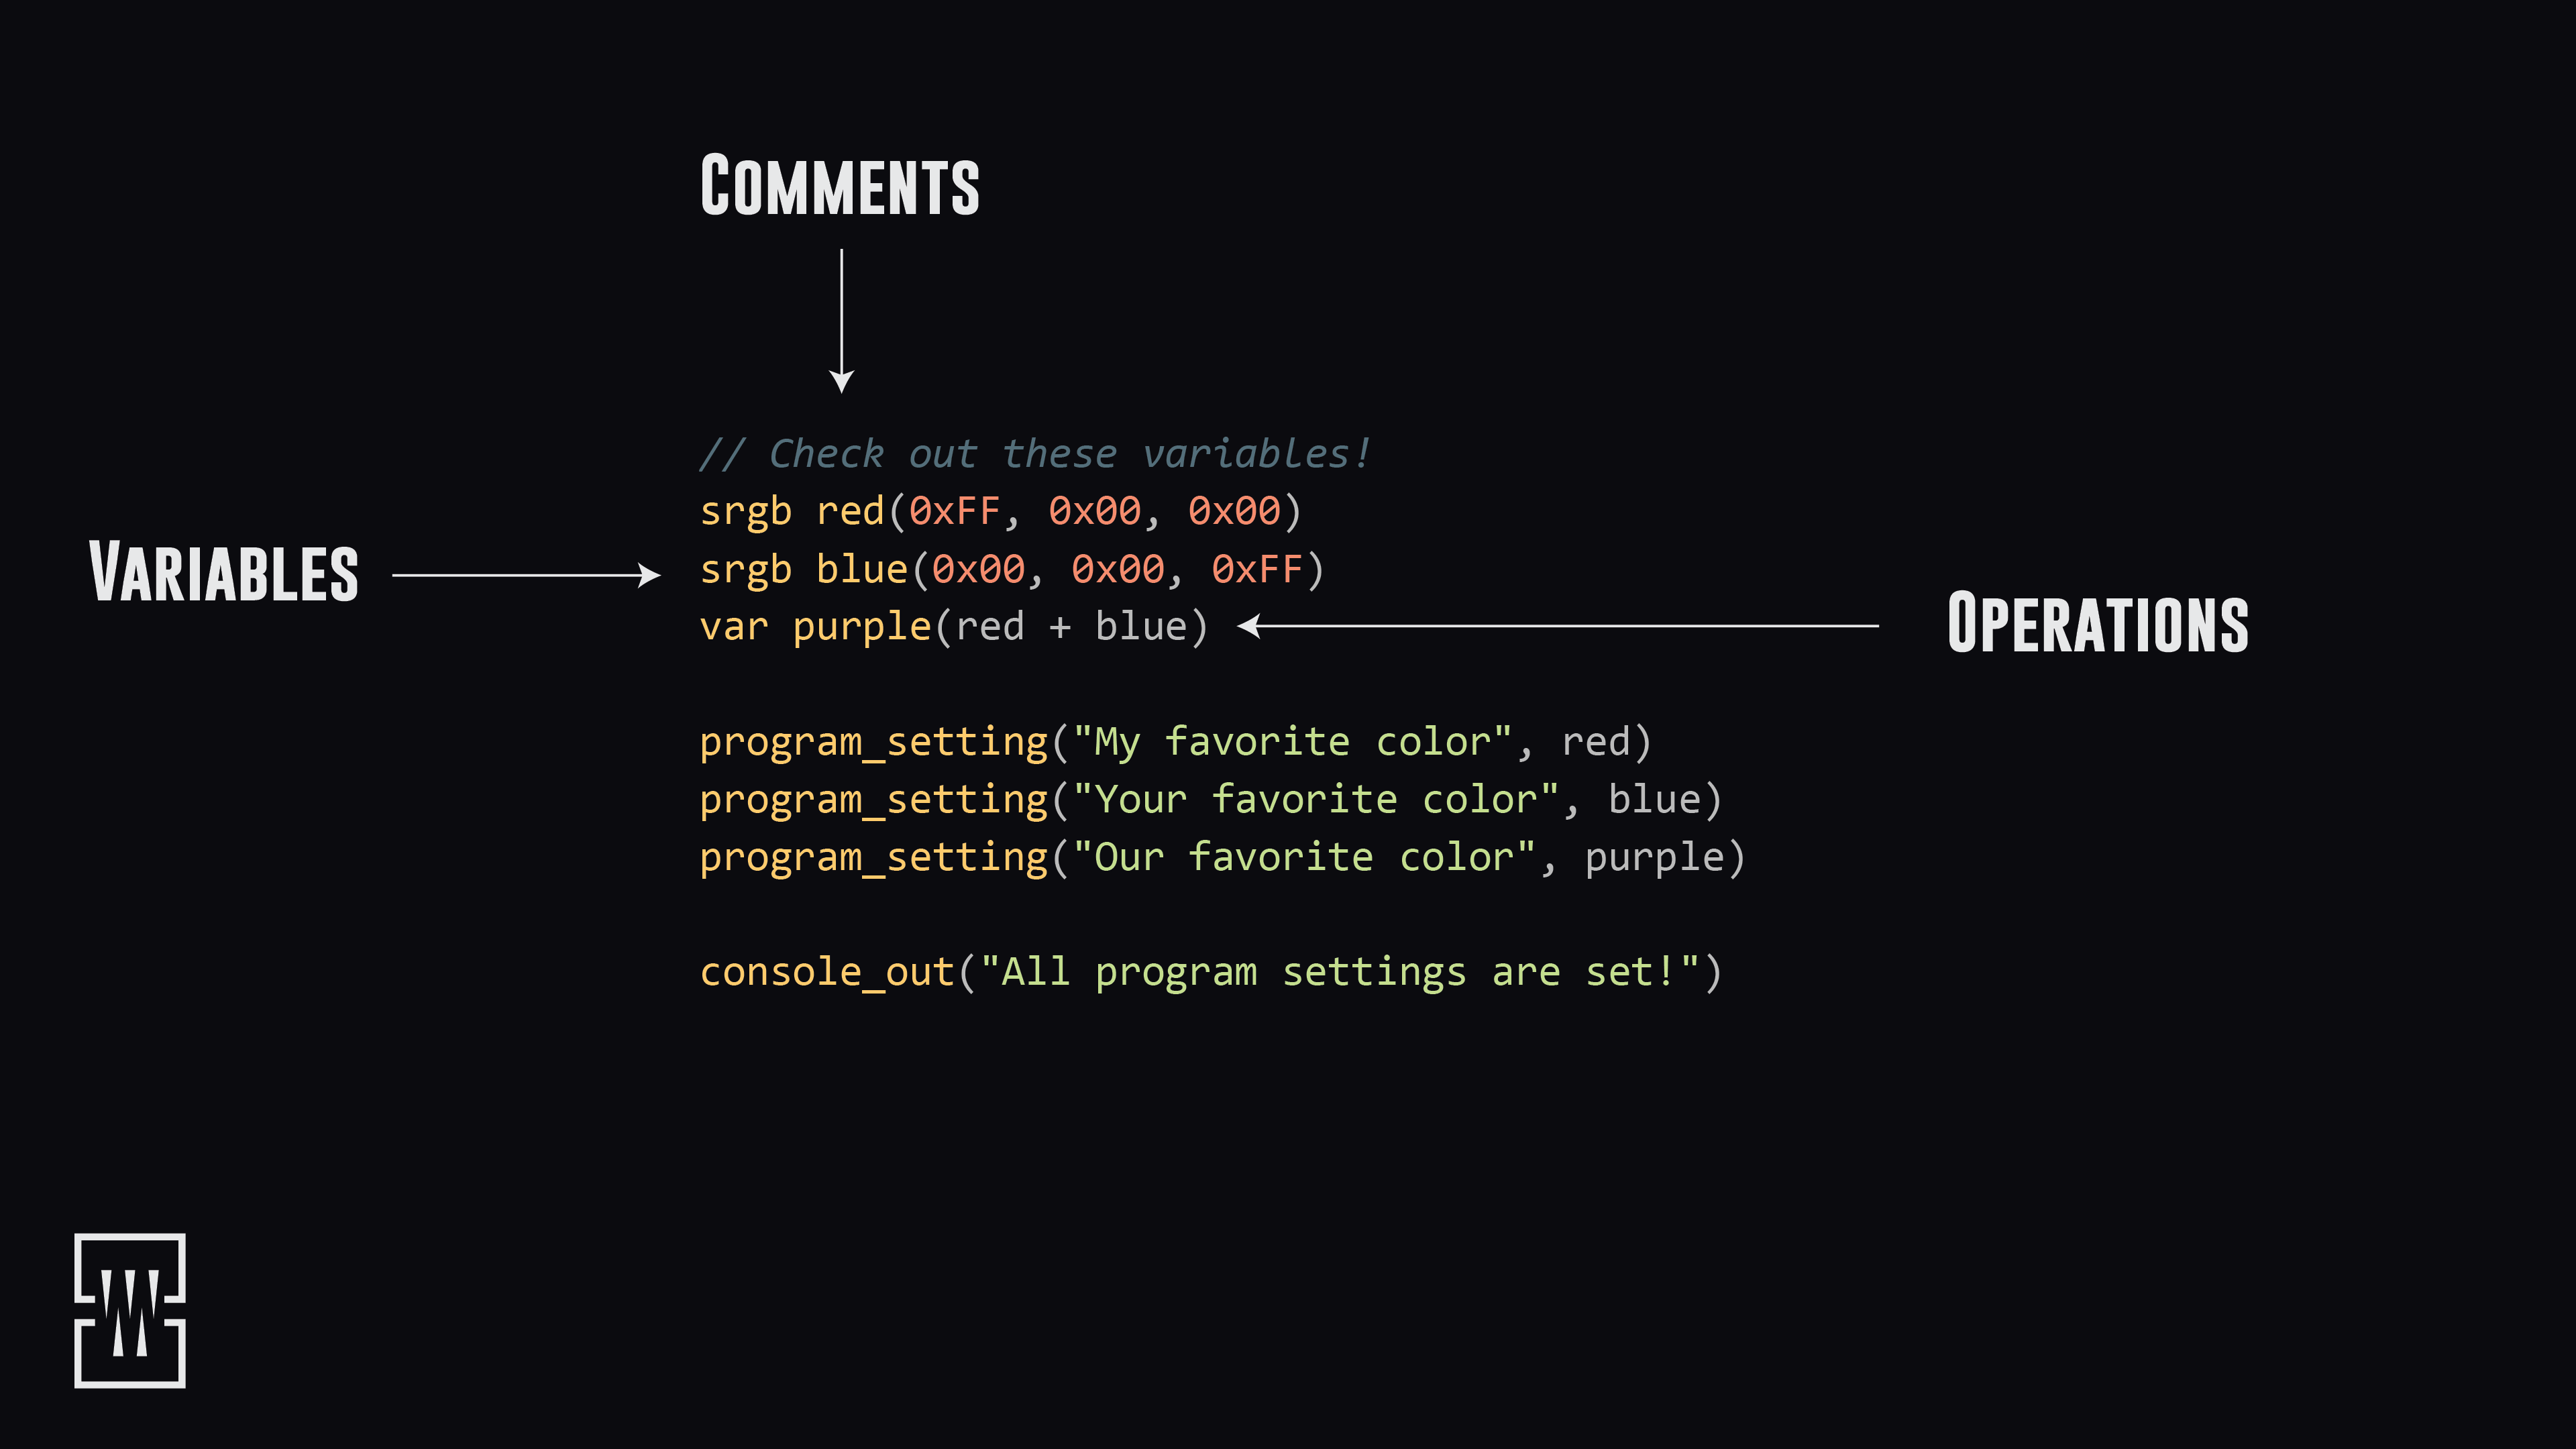 Comments
// Check out these variables!
srgb red(0xFF, 0x00, 0x00)
Variables
srgb blue(0x00, 0x00, 0xFF)
var purple(red + blue)
Operations
program_setting("My favorite color", red)
program_setting("Your favorite color", blue)
program_setting("Our favorite color", purple)
console_out("All program settings are set!")
W